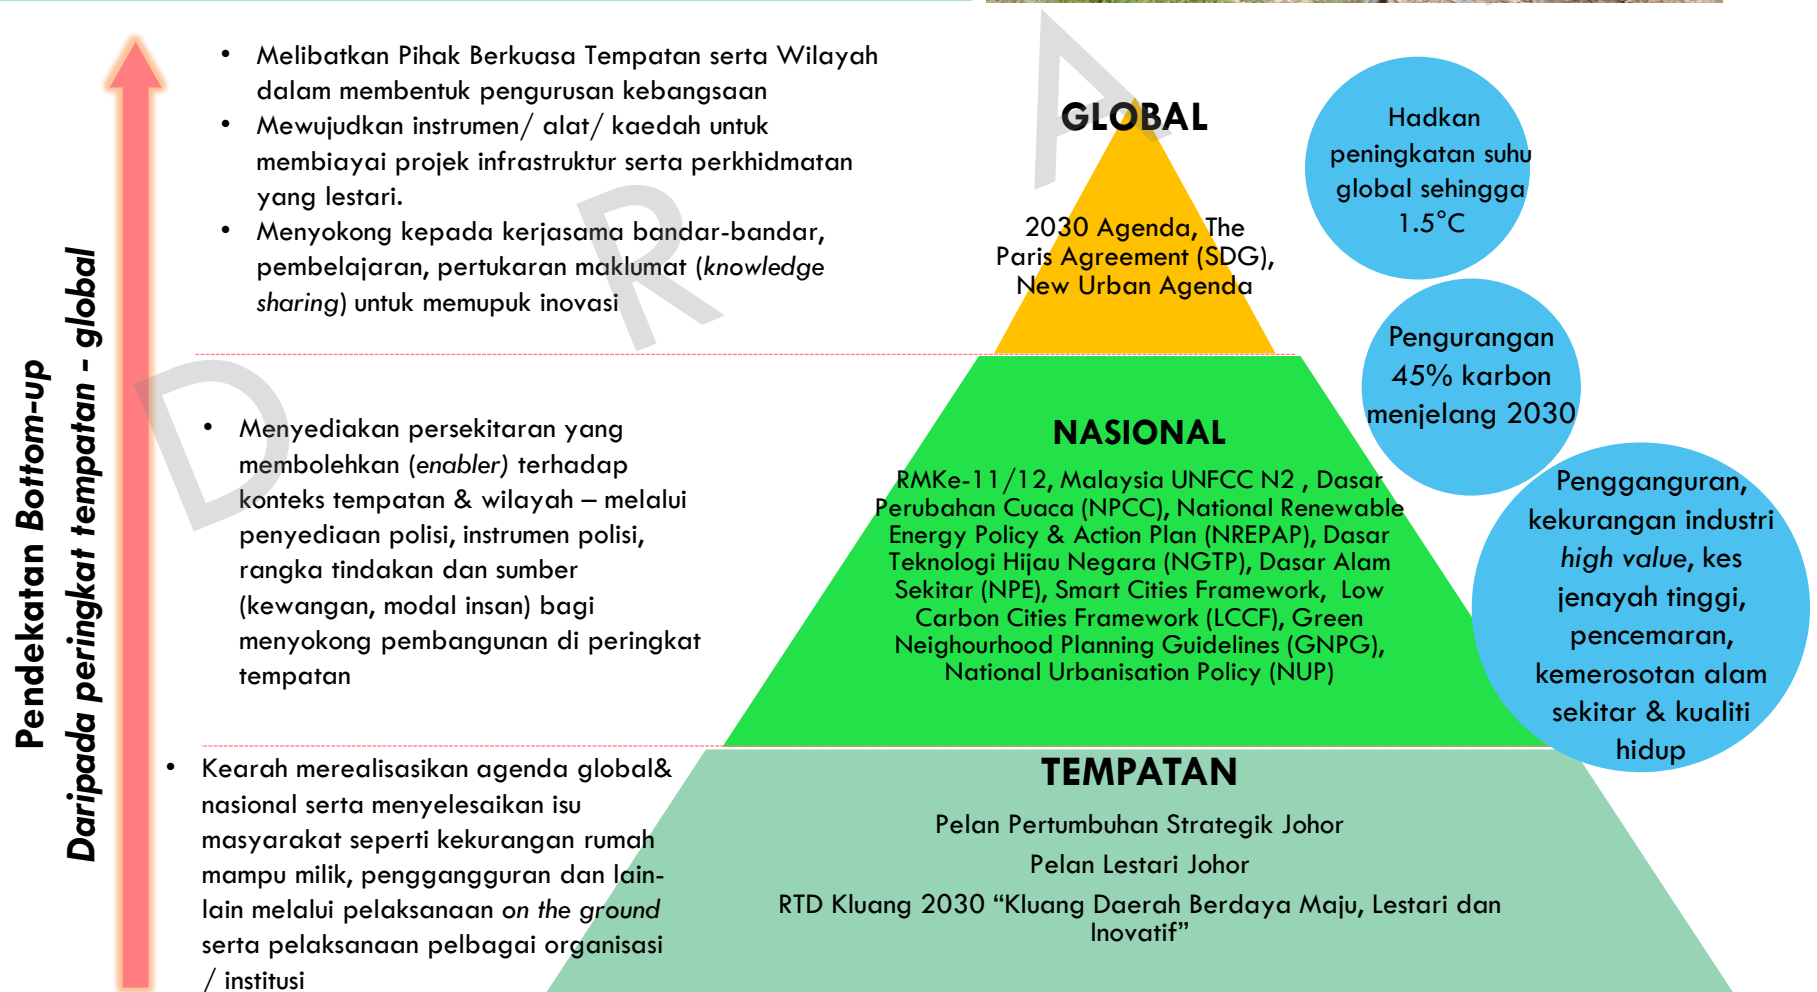 Pendekatan Bottom-up
Daripada peringkat tempatan - global
• Melibatkan Pihak Berkuasa Tempatan serta Wilayah
dalam membentuk pengurusan kebangsaan
• Mewujudkan instrumen/ alat/ kaedah untuk
membiayai projek infrastruktur serta perkhidmatan
yang lestari.
• Menyokong kepada kerjasama bandar-bandar,
pembelajaran, pertukaran maklumat (knowledge
sharing) untuk memupuk inovasi
GLOBAL
2030 Agenda, The
Paris Agreement (SDG),
New Urban Agenda
Hadkan
peningkatan suhu
global sehingga
1.5°C
Pengurangan
45% karbon
menjelang 2030
• Menyediakan persekitaran yang
membolehkan (enabler) terhadap
konteks tempatan & wilayah – melalui
penyediaan polisi, instrumen polisi,
rangka tindakan dan sumber
(kewangan, modal insan) bagi
menyokong pembangunan di peringkat
tempatan
NASIONAL
RMKe-11/12, Malaysia UNFCC N2 , Dasar
Perubahan Cuaca (NPCC), National Renewable
Energy Policy & Action Plan (NREPAP), Dasar
Teknologi Hijau Negara (NGTP), Dasar Alam
Sekitar (NPE), Smart Cities Framework, Low
Carbon Cities Framework (LCCF), Green
Neighourhood Planning Guidelines (GNPG),
National Urbanisation Policy (NUP)
Pengganguran,
kekurangan industri
high value, kes
jenayah tinggi,
pencemaran,
kemerosotan alam
sekitar & kualiti
hidup
• Kearah merealisasikan agenda global&
nasional serta menyelesaikan isu
masyarakat seperti kekurangan rumah
mampu milik, penggangguran dan lain-
lain melalui pelaksanaan on the ground
serta pelaksanaan pelbagai organisasi
/ institusi
TEMPATAN
Pelan Pertumbuhan Strategik Johor
Pelan Lestari Johor
RTD Kluang 2030 “Kluang Daerah Berdaya Maju, Lestari dan
Inovatif”
D R A